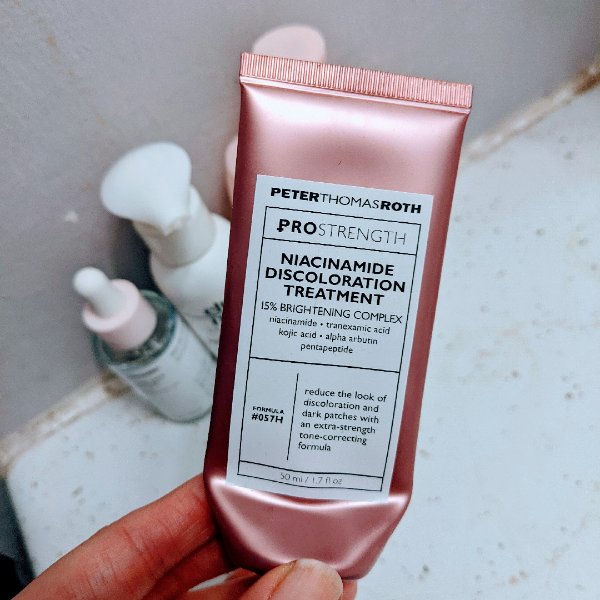 PETERTHOMASROTH
PROSTRENGTH
NIACINAMIDE
DISCOLORATION
TREATMENT
15% BRIGHTENING COMPLEX
niacinamide • tranexamic acid
kojic acid • alpha arbutin
pentapeptide
FORMULA
#057H
reduce the look of
discoloration and
dark patches with
an extra-strength
tone-correcting
formula
50 ml / 1.7 fl oz